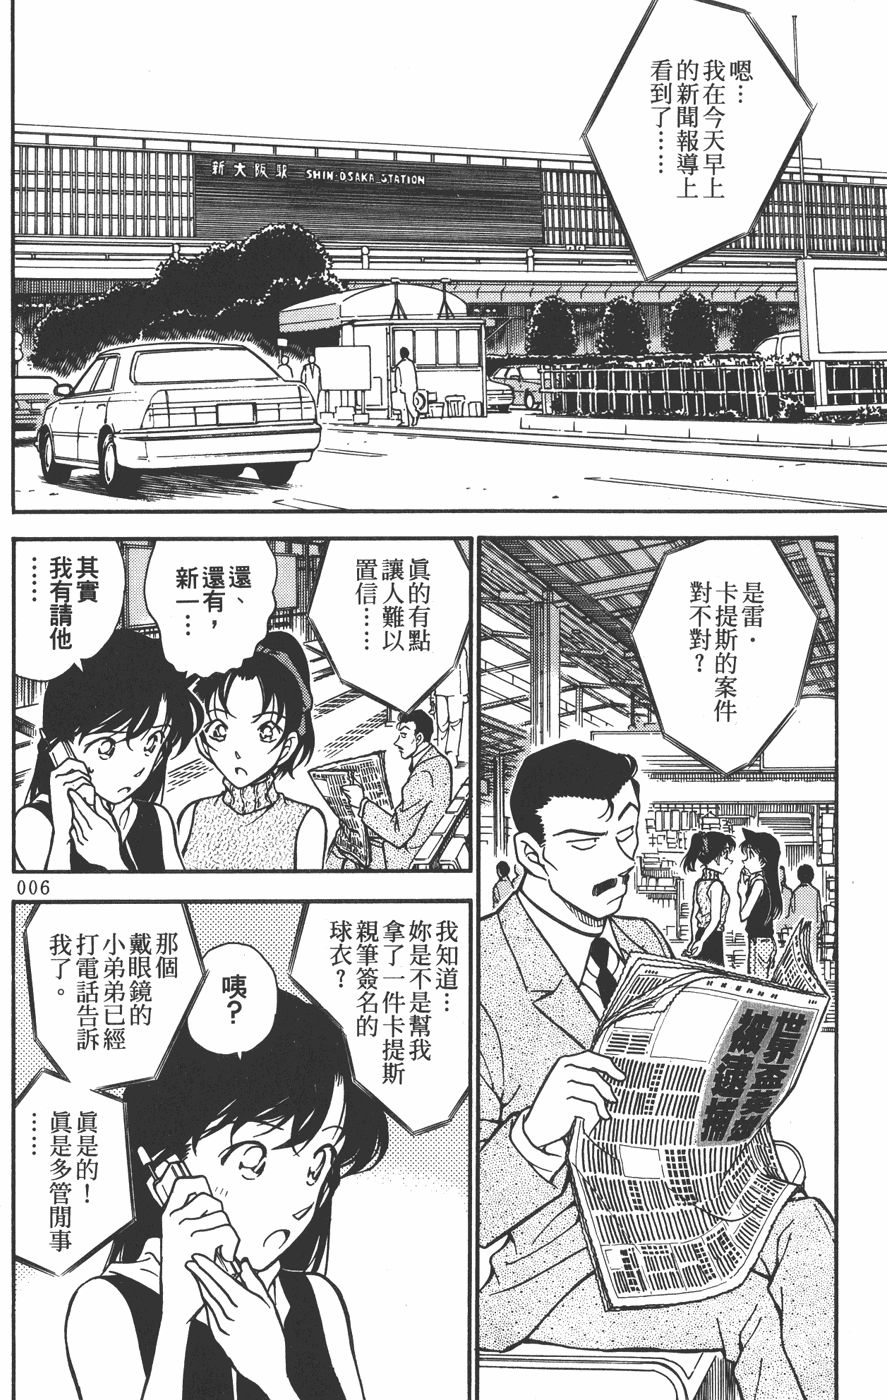 嗯…
我在今天早上
的新聞報導上
看到了……
新大阪駅 SHIN-OSAKA STATION
是雷．
卡提斯的案件
對不對？
世界盃英雄
被逮捕
真的有點
讓人難以
置信……
還、
還有，
新一…
其實
我有請他
……
006
我知道…
妳是不是幫我
拿了一件卡提斯
親筆簽名的
球衣？
咦？
那個
戴眼鏡的
小弟弟已經
打電話告訴
我了。
真是的！
真是多管閒事
……